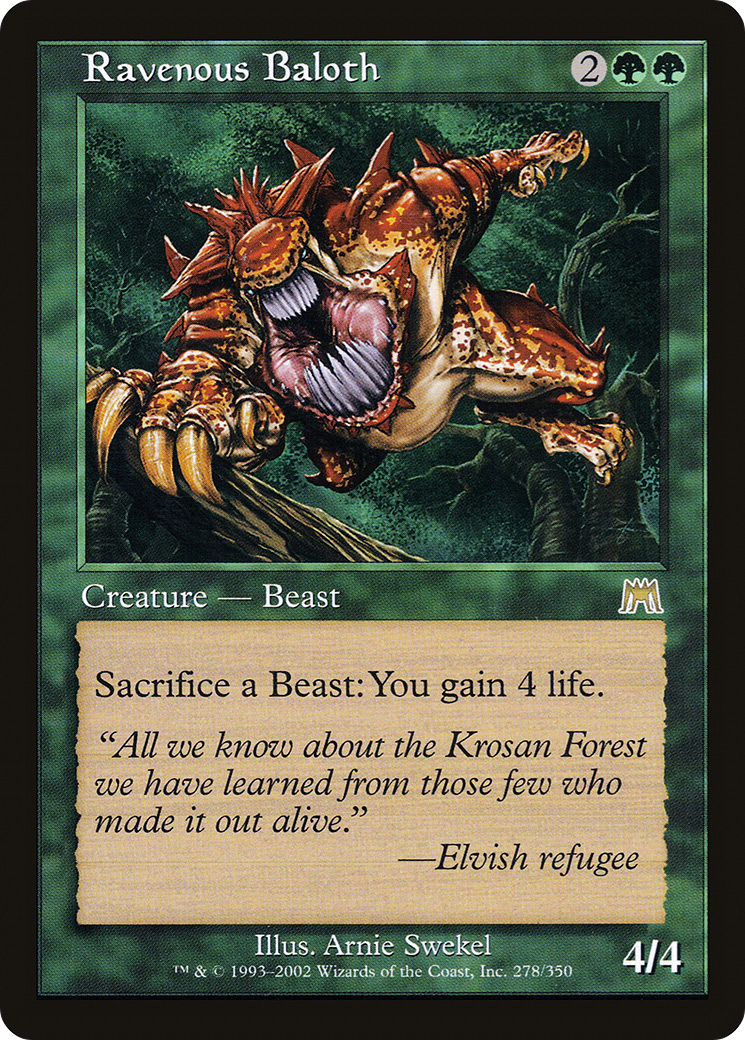 Ravenous Baloth 2
Creature — Beast
Sacrifice a Beast: You gain 4 life.
“All we know about the Krosan Forest
we have learned from those few who
made it out alive.”
—Elvish refugee
Illus. Arnie Swekel
™ & © 1993–2002 Wizards of the Coast, Inc. 278/350
4/4